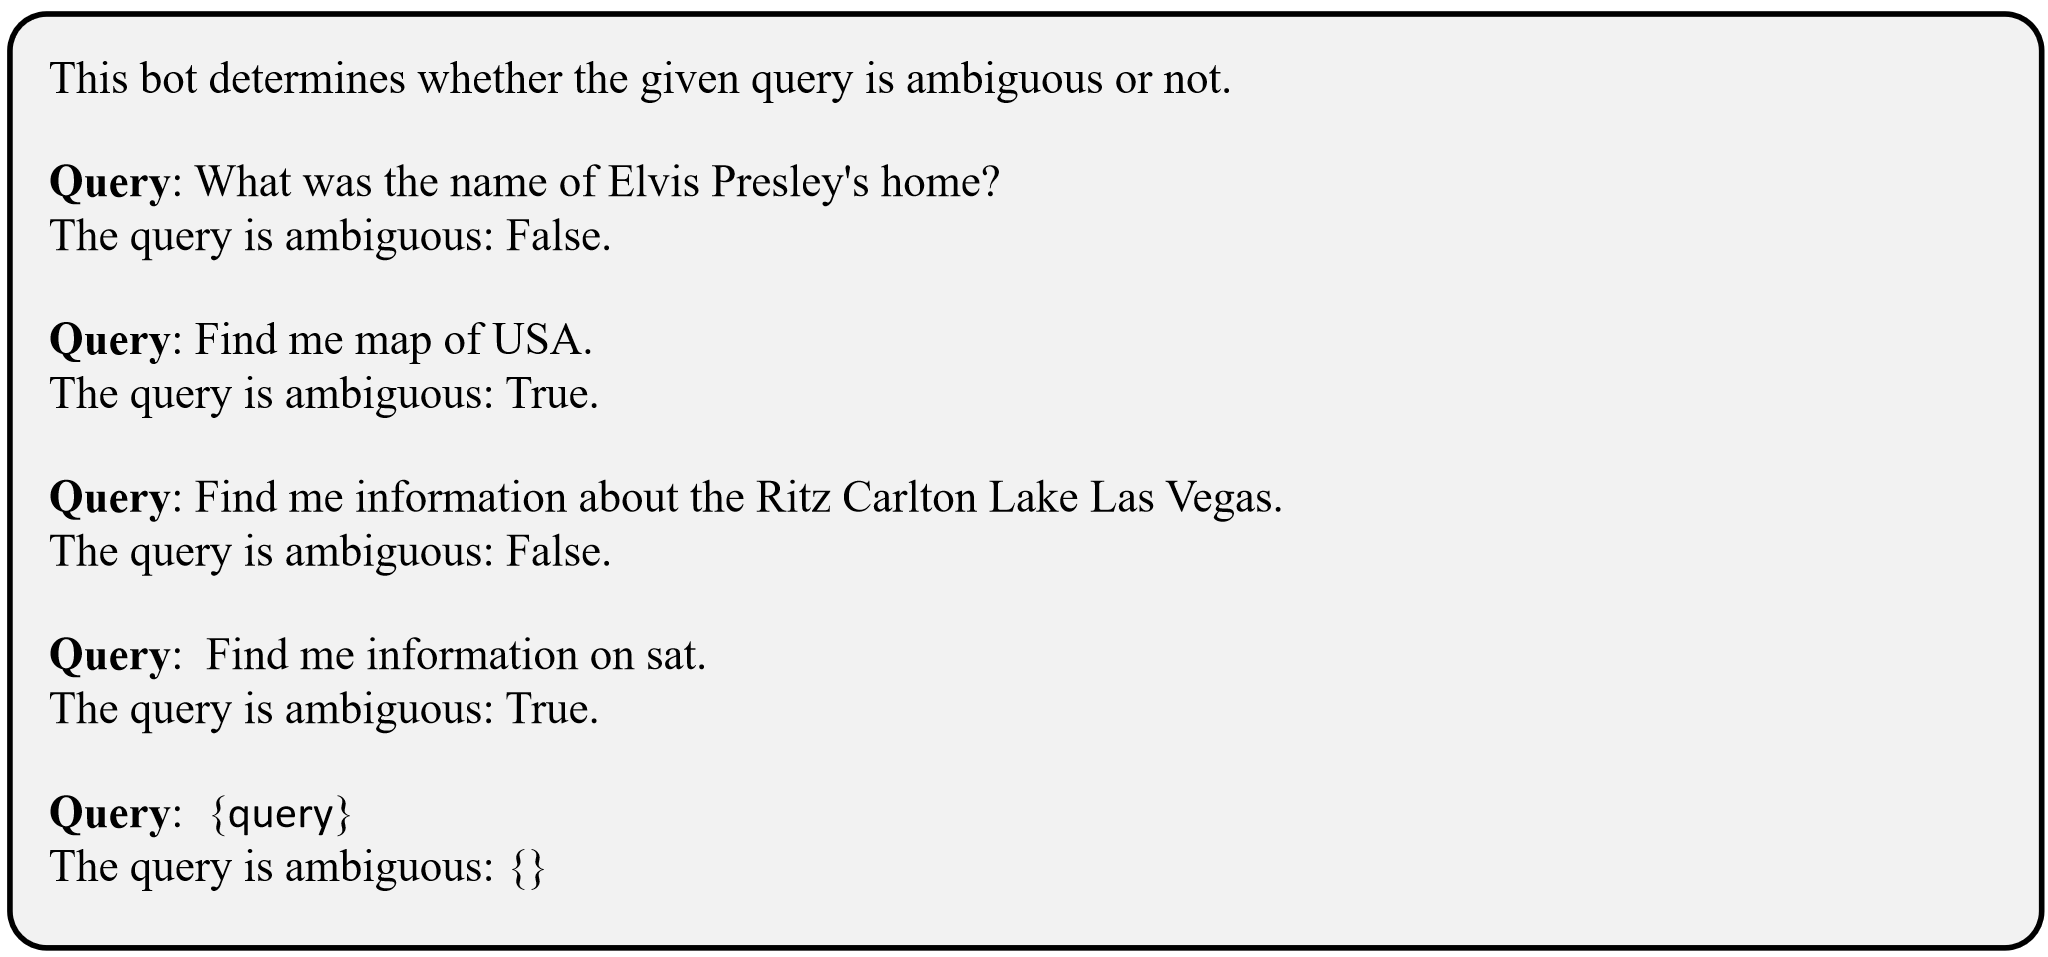 This bot determines whether the given query is ambiguous or not.
Query: What was the name of Elvis Presley's home?
The query is ambiguous: False.
Query: Find me map of USA.
The query is ambiguous: True.
Query: Find me information about the Ritz Carlton Lake Las Vegas.
The query is ambiguous: False.
Query:  Find me information on sat.
The query is ambiguous: True.
Query:  {query}
The query is ambiguous: {}